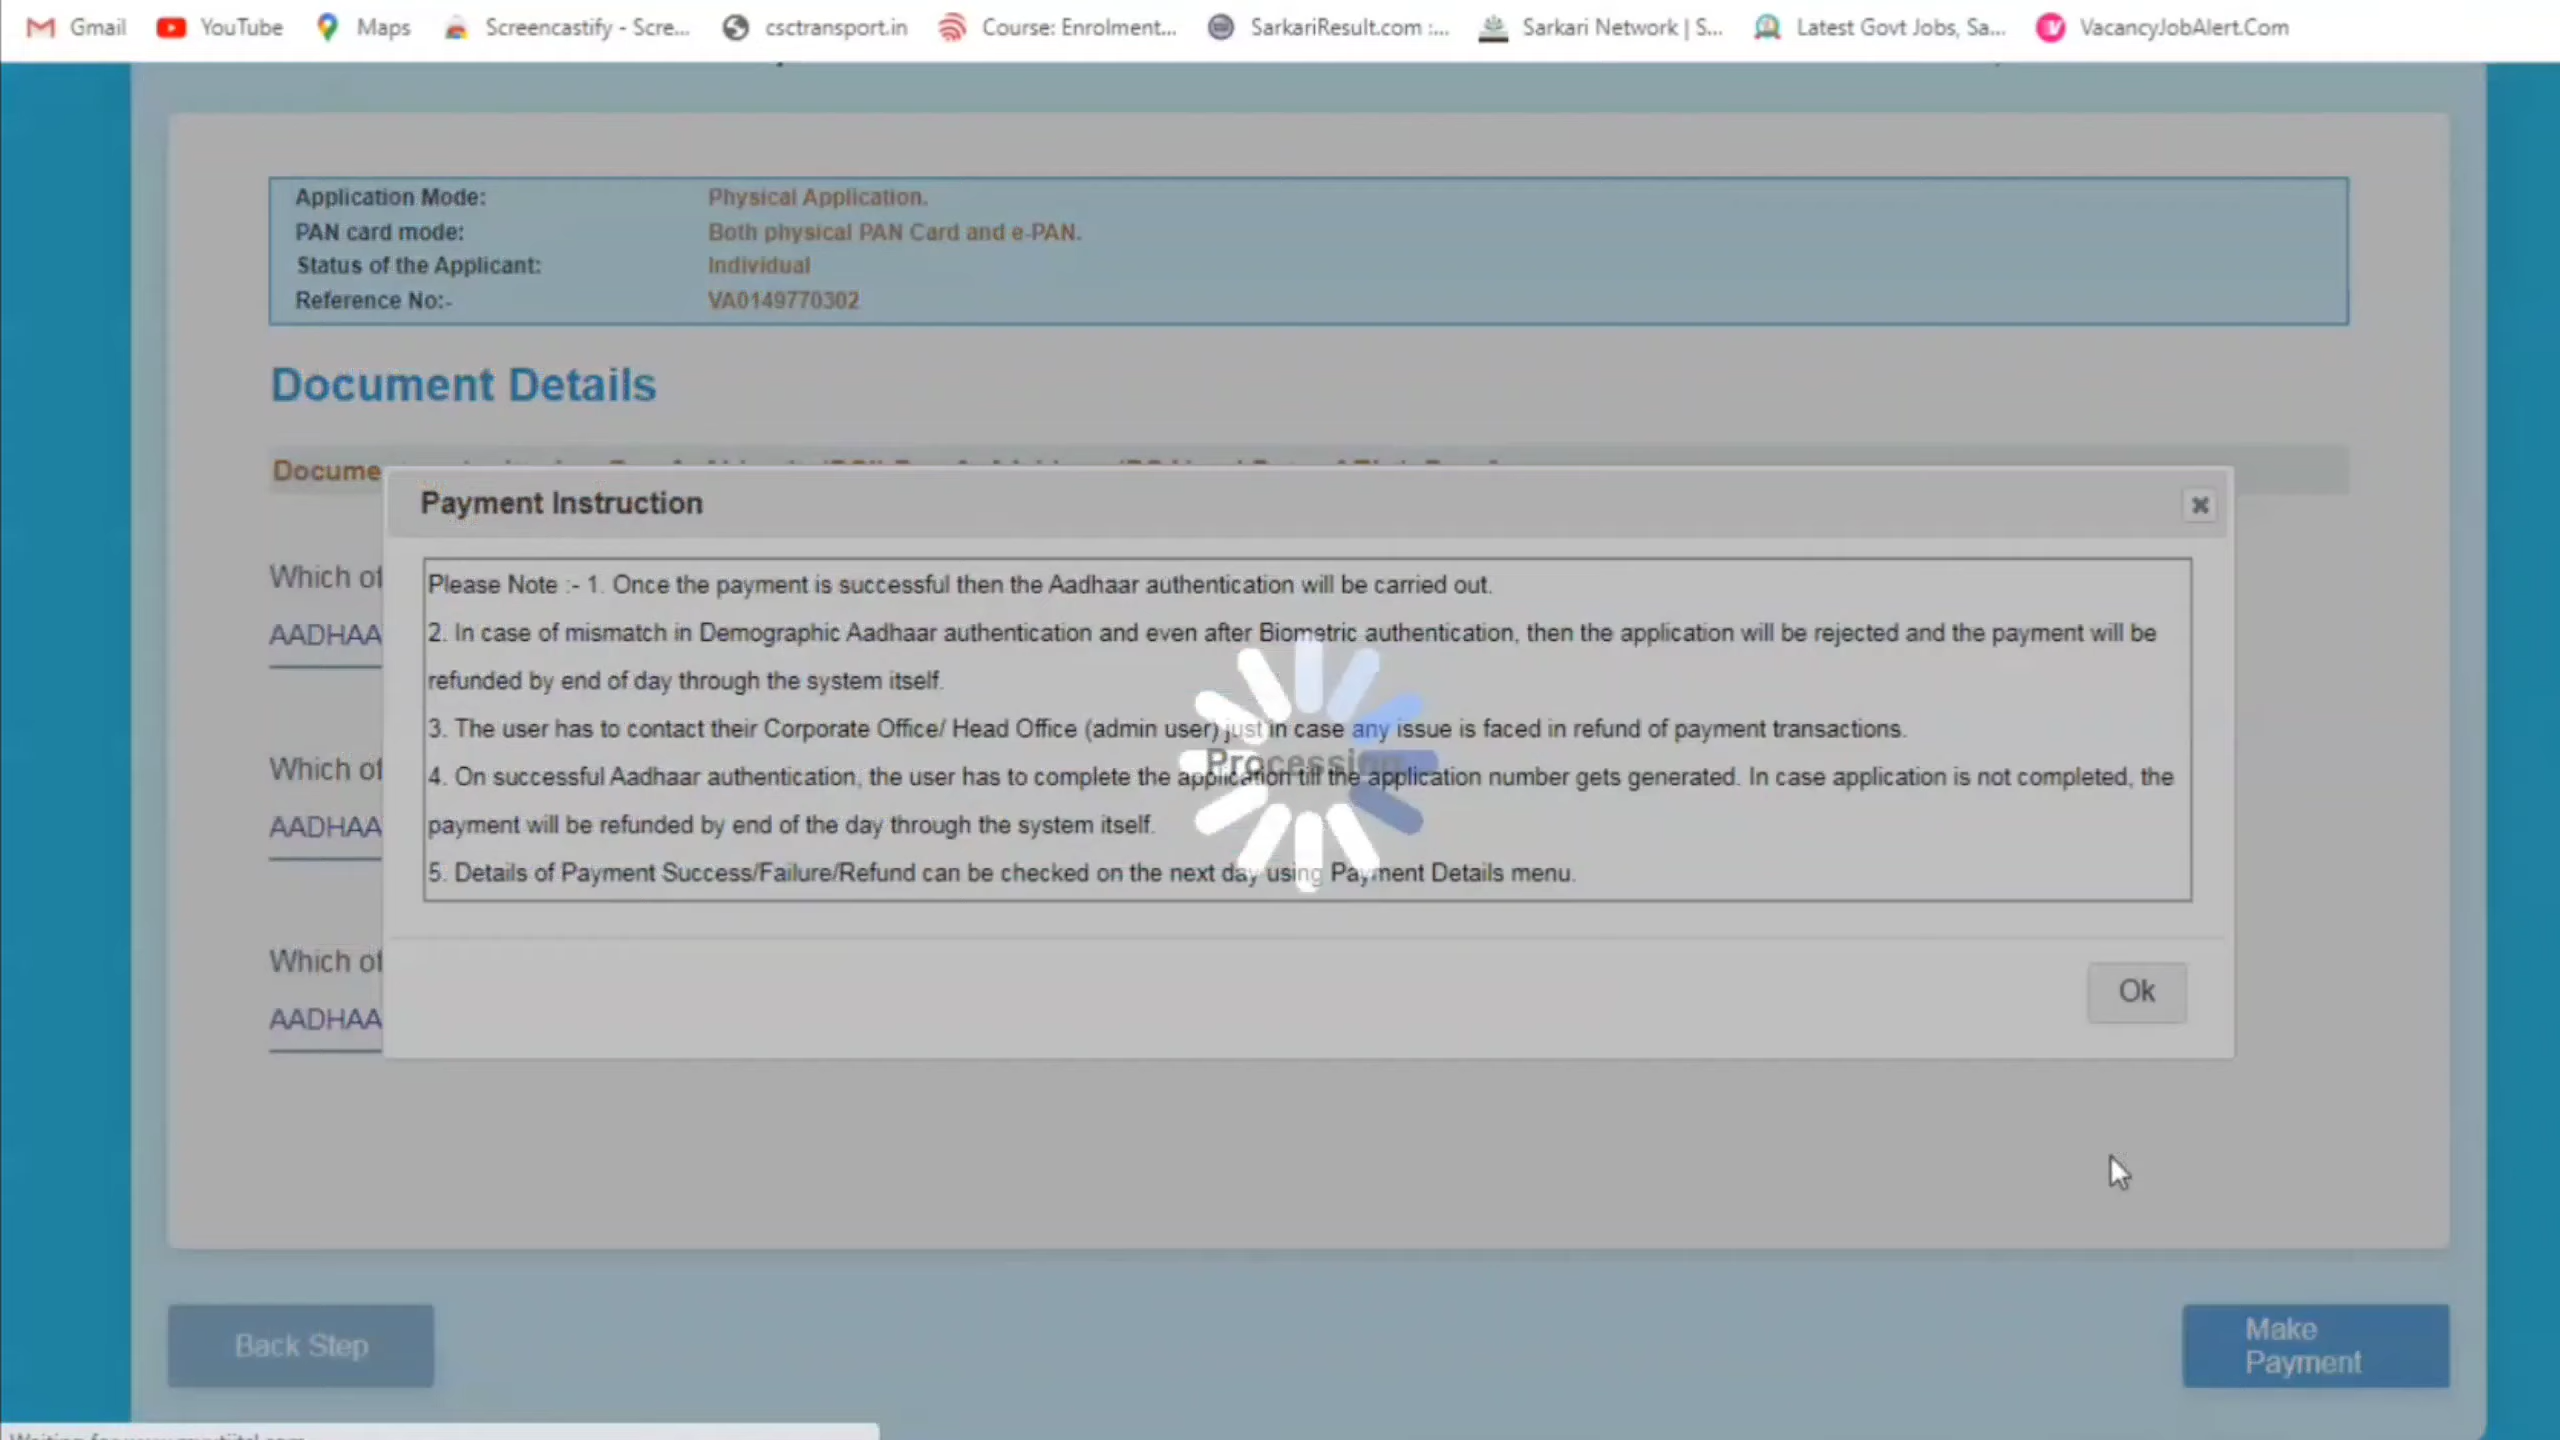 Gmail YouTube Maps Screencastify - Scre... csctransport.in Course: Enrolment... SarkariResult.com :... Sarkari Network | S... Latest Govt Jobs, Sa... VacancyJobAlert.Com
Application Mode: Physical Application.
PAN card mode: Both physical PAN Card and e-PAN.
Status of the Applicant: Individual
Reference No:- VA0149770302
Document Details
Docume
Payment Instruction
Which of
AADHAA
Please Note :- 1. Once the payment is successful then the Aadhaar authentication will be carried out.
2. In case of mismatch in Demographic Aadhaar authentication and even after Biometric authentication, then the application will be rejected and the payment will be
refunded by end of day through the system itself.
3. The user has to contact their Corporate Office/ Head Office (admin user) just in case any issue is faced in refund of payment transactions.
Processing
4. On successful Aadhaar authentication, the user has to complete the application till the application number gets generated. In case application is not completed, the
payment will be refunded by end of the day through the system itself.
5. Details of Payment Success/Failure/Refund can be checked on the next day using Payment Details menu.
Which of
AADHAA
Which of
AADHAA
Ok
Back Step
Make
Payment